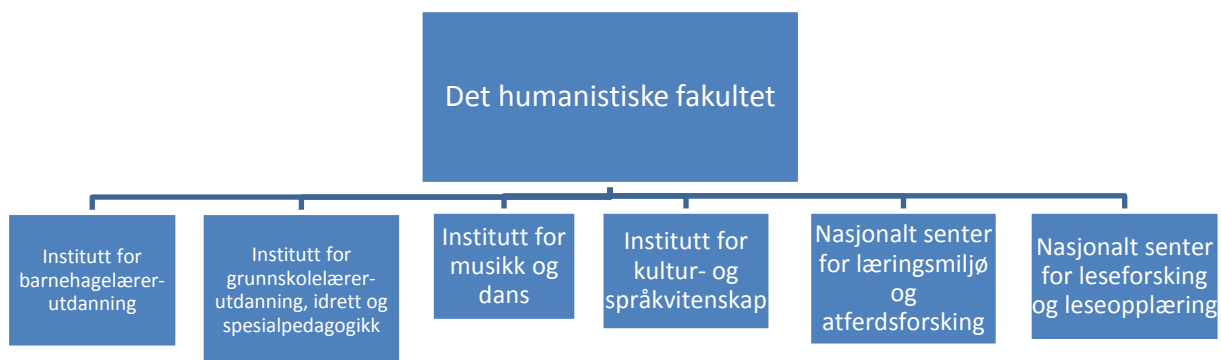 Det humanistiske fakultet
Institutt for
barnehagelærer-
utdanning
Institutt for
grunnskolelærer-
utdanning, idrett og
spesialpedagogikk
Institutt for
musikk og
dans
Institutt for
kultur- og
språkvitenskap
Nasjonalt senter
for læringsmiljø
og
atferdsforsking
Nasjonalt senter
for leseforsking
og leseopplæring